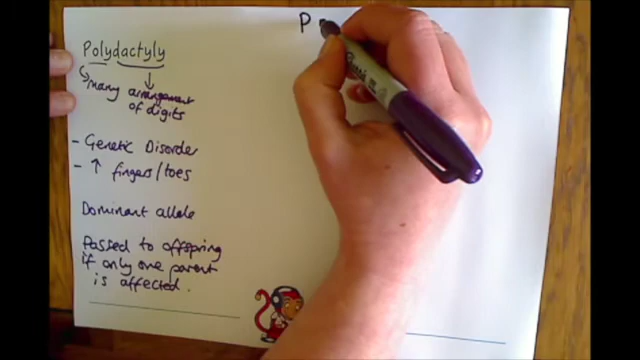 Polydactyly
many arrangement
of digits
- Genetic Disorder
- ↑ fingers/toes
Dominant allele
Passed to offspring
if only one parent
is affected.
P